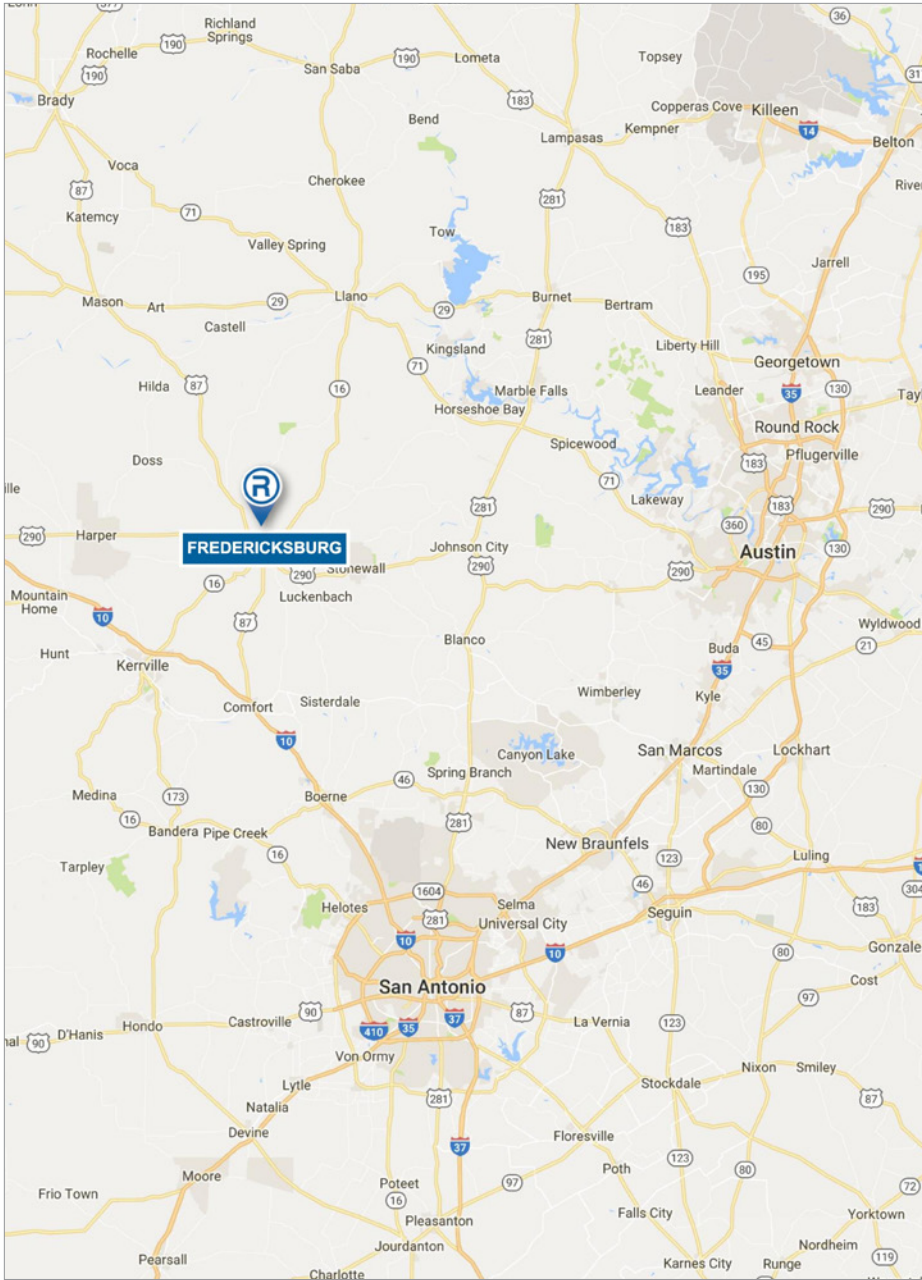 377
36
Richland
Springs
Rochelle
190
190
San Saba
190
Lometa
Topsey
317
190
Brady
183
Copperas Cove
Killeen
Bend
Lampasas
Kempner
14
Belton
Voca
87
Cherokee
281
Katemcy
71
183
Tow
Valley Spring
195
Jarrell
Mason
Art
29
Llano
29
Burnet
Bertram
Castell
281
Kingsland
Liberty Hill
Georgetown
71
Hilda
87
16
Marble Falls
Leander
35
130
Horseshoe Bay
Round Rock
Spicewood
Pflugerville
Doss
183
71
R
Lakeway
281
183
290
360
290
Harper
FREDERICKSBURG
Johnson City
130
Austin
290
Stonewall
290
290
16
Luckenbach
Mountain
Home
10
87
Wyldwood
Blanco
45
21
Hunt
Buda
Kerrville
35
Wimberley
Kyle
Comfort
Sisterdale
10
San Marcos
Lockhart
Canyon Lake
Martindale
Spring Branch
46
130
Medina
173
Boerne
16
281
80
Bandera
Pipe Creek
New Braunfels
16
123
Luling
Tarpley
46
1604
304
Helotes
Selma
183
281
Universal City
Seguin
10
10
80
Gonzale
San Antonio
Cost
97
90
87
Castroville
37
La Vernia
123
Hondo
410
35
D'Hanis
90
Von Ormy
Nixon
Smiley
Lytle
Stockdale
281
87
Natalia
Devine
Floresville
37
123
Moore
Poth
80
Poteet
97
72
Frio Town
16
Falls City
Yorktown
Pleasanton
Jourdanton
Nordheim
Pearsall
119
Karnes City
Runge
Charlotte